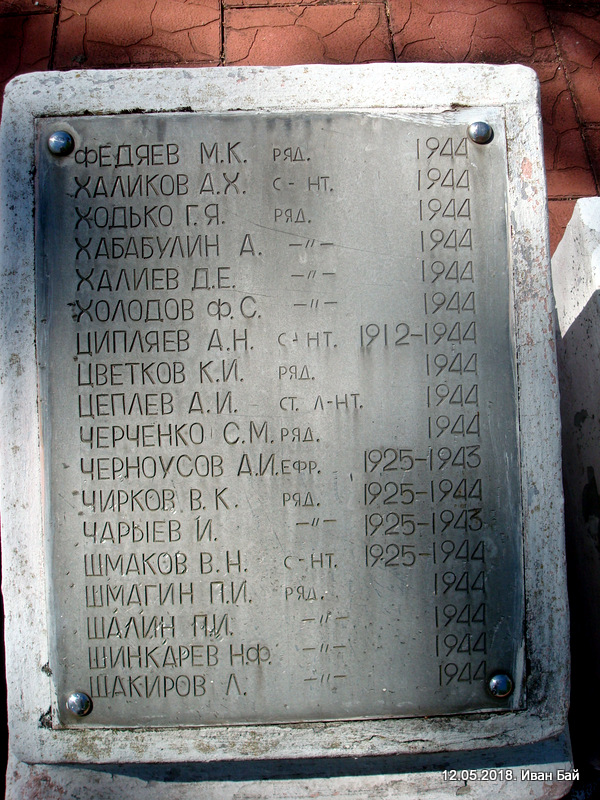 ФЕДЯЕВ М.К. РЯД. 1944
ХАЛИКОВ А.Х. С-НТ. 1944
ХОДЬКО Г.Я. РЯД. 1944
ХАБАБУЛИН А. –"– 1944
ХАЛИЕВ Д.Е. –"– 1944
ХОЛОДОВ Ф.С. –"– 1944
ЦИПЛЯЕВ А.Н. С-НТ. 1912-1944
ЦВЕТКОВ К.И. РЯД. 1944
ЦЕПЛЕВ А.И. СТ. Л-НТ. 1944
ЧЕРЧЕНКО С.М. РЯД. 1944
ЧЕРНОУСОВ А.И. ЕФР. 1925-1943
ЧИРКОВ В.К. РЯД. 1925-1944
ЧАРЫЕВ И. –"– 1925-1943
ШМАКОВ В.Н. С-НТ. 1925-1944
ШМАГИН П.И. РЯД. 1944
ШАЛИН П.И. –"– 1944
ШИНКАРЕВ Н.Ф. –"– 1944
ШАКИРОВ Л. –"– 1944
12.05.2018. Иван Бай